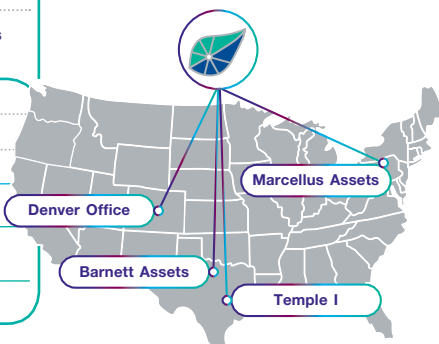 s
Marcellus Assets
Denver Office
Barnett Assets
Temple I